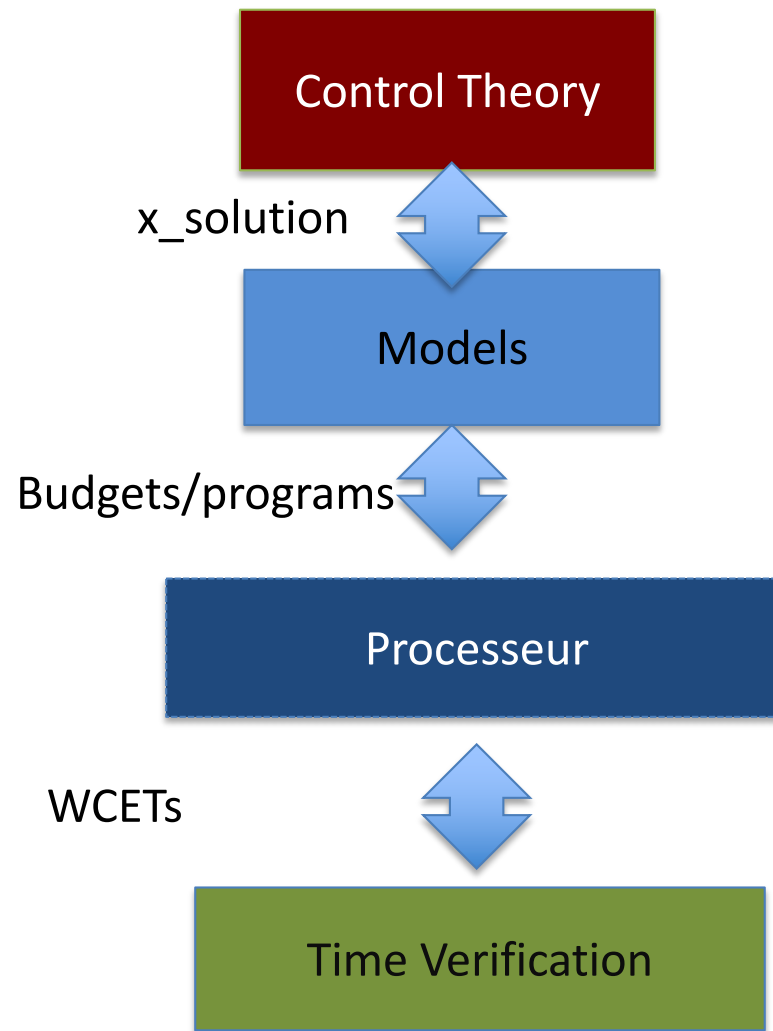 Control Theory
x_solution
Models
Budgets/programs
Processeur
WCETs
Time Verification